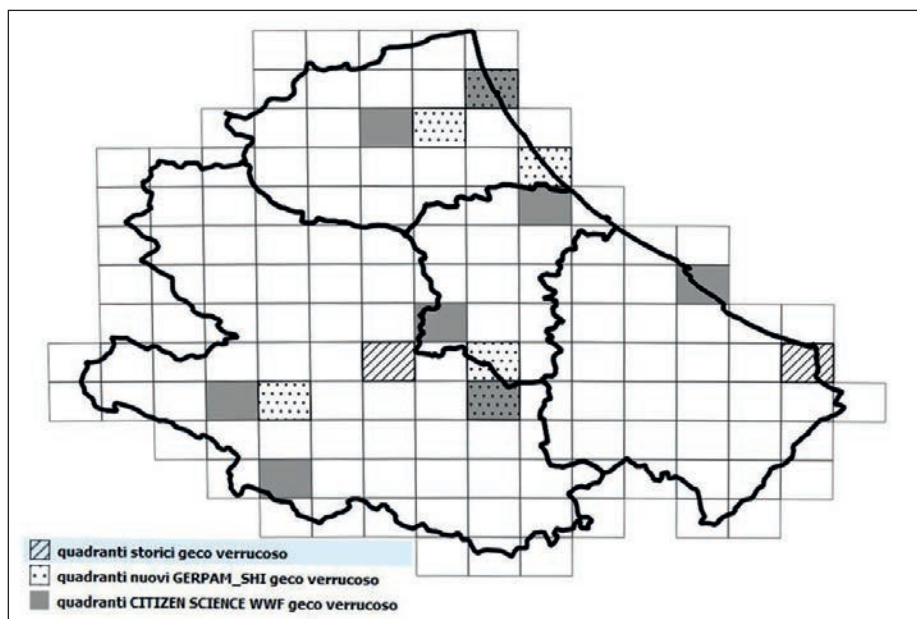 quadranti storici geco verrucoso
quadranti nuovi GERPAM_SHI geco verrucoso
quadranti CITIZEN SCIENCE WWF geco verrucoso